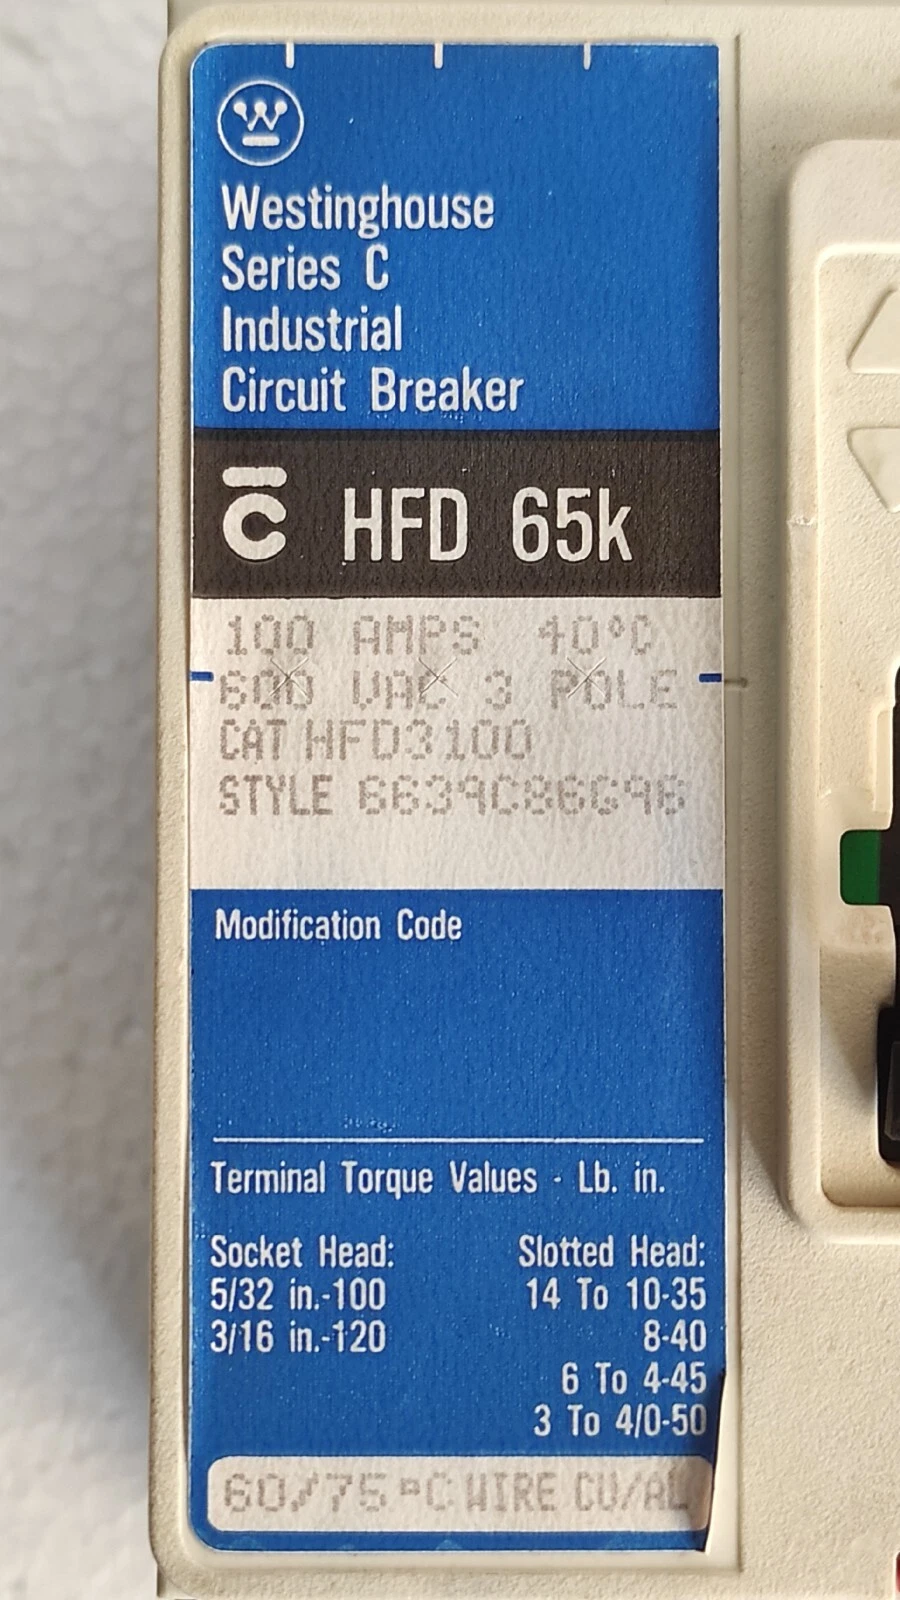 W
Westinghouse
Series C
Industrial
Circuit Breaker
C HFD 65k
100 AMPS 40°C
600 VAC 3 POLE
CAT HFD3100
STYLE 6639C86G96
Modification Code
Terminal Torque Values - Lb. in.
Socket Head:
5/32 in.-100
3/16 in.-120
Slotted Head:
14 To 10-35
8-40
6 To 4-45
3 To 4/0-50
60/75°C WIRE CU/AL